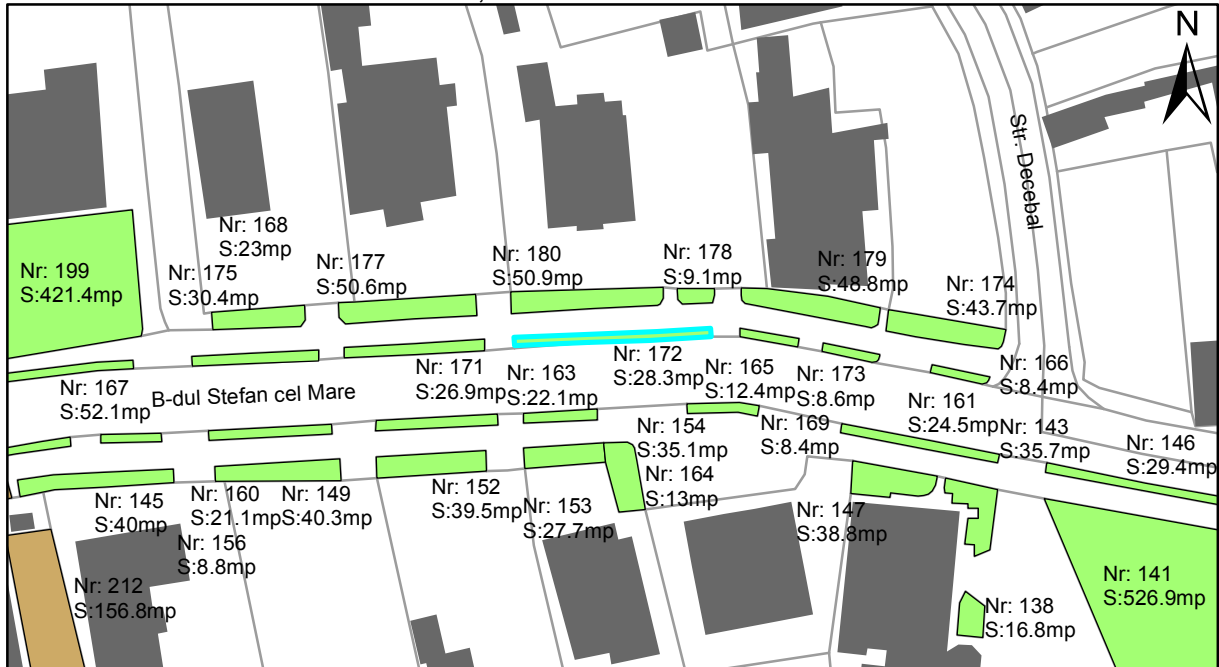 N
Str. Decebal
Nr: 168
S:23mp
Nr: 199
S:421.4mp
Nr: 175
S:30.4mp
Nr: 177
S:50.6mp
Nr: 180
S:50.9mp
Nr: 178
S:9.1mp
Nr: 179
S:48.8mp
Nr: 174
S:43.7mp
Nr: 167
S:52.1mp
B-dul Stefan cel Mare
Nr: 171
S:26.9mp
Nr: 163
S:22.1mp
Nr: 172
S:28.3mp
Nr: 165
S:12.4mp
Nr: 173
S:8.6mp
Nr: 166
S:8.4mp
Nr: 154
S:35.1mp
Nr: 169
S:8.4mp
Nr: 161
S:24.5mp
Nr: 143
S:35.7mp
Nr: 146
S:29.4mp
Nr: 145
S:40mp
Nr: 160
S:21.1mp
Nr: 149
S:40.3mp
Nr: 152
S:39.5mp
Nr: 153
S:27.7mp
Nr: 164
S:13mp
Nr: 147
S:38.8mp
Nr: 156
S:8.8mp
Nr: 212
S:156.8mp
Nr: 141
S:526.9mp
Nr: 138
S:16.8mp